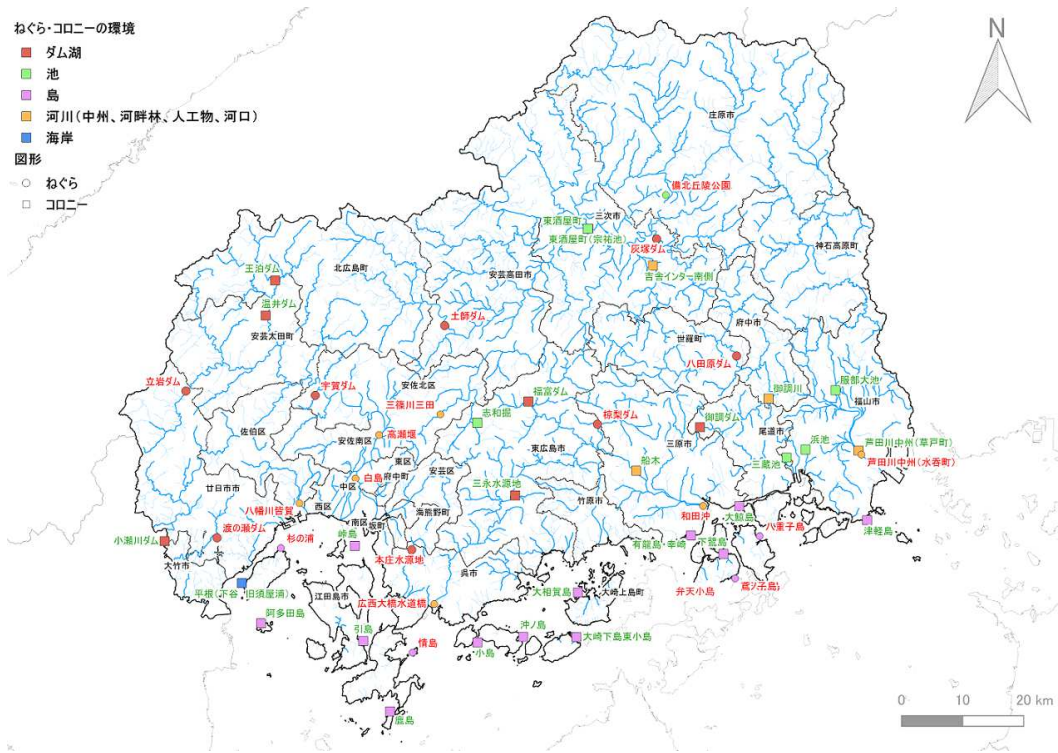 ねぐら・コロニーの環境
ダム湖
池
島
河川（中州、河畔林、人工物、河口）
海岸
図形
ねぐら
コロニー
N
庄原市
備北丘陵公園
東酒屋町
三次市
東酒屋町（宗祐池）
灰塚ダム
神石高原町
吉舎インター南側
王泊ダム
北広島町
安芸高田市
温井ダム
安芸太田町
土師ダム
世羅町
府中市
八田原ダム
立岩ダム
宇賀ダム
安佐北区
三篠川三田
福富ダム
志和堀
椋梨ダム
御調川
服部大池
福山市
佐伯区
高瀬堰
安佐南区
東広島市
御調ダム
尾道市
三原市
浜池
芦田川中州（草戸町）
芦田川中州（水呑町）
三蔵池
船木
白島
東区
府中町
安芸区
中区
廿日市市
西区
八幡川皆賀
海
熊野町
三永水源地
竹原市
和田沖
大鯨島
八重子島
津軽島
渡の瀬ダム
小瀬川ダム
大竹市
杉の浦
南区
坂町
峠島
本庄水源地
呉市
有龍島・幸崎
平根（下谷 旧須屋浦）
江田島市
広西大橋水道橋
大相賀島
大崎上島町
弁天小島
阿多田島
引島
情島
小島
沖ノ島
大崎下島東小島
鹿島
0 10 20 km